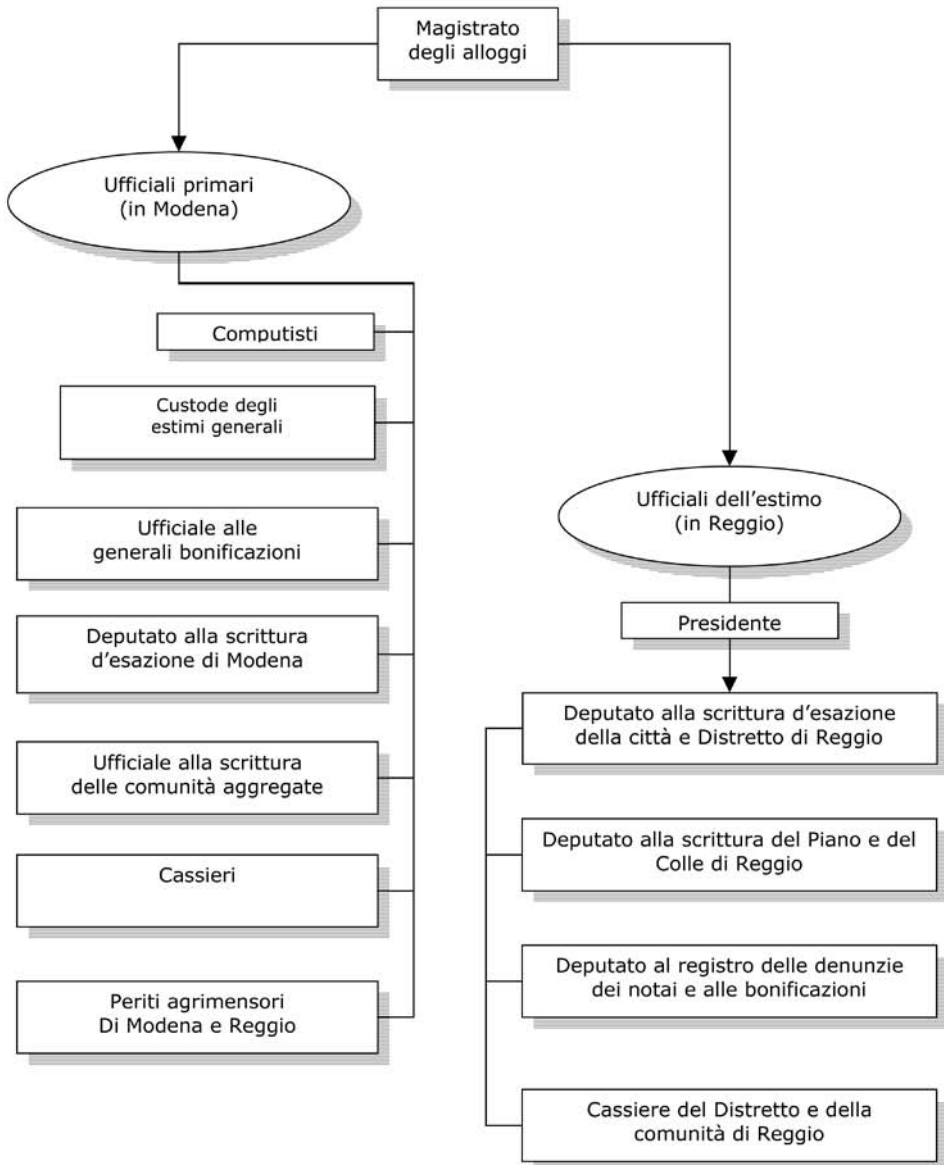 Magistrato
degli alloggi
Ufficiali primari
(in Modena)
Computisti
Custode degli
estimi generali
Ufficiale alle
generali bonificazioni
Deputato alla scrittura
d'esazione di Modena
Ufficiale alla scrittura
delle comunità aggregate
Cassieri
Periti agrimensori
Di Modena e Reggio
Ufficiali dell'estimo
(in Reggio)
Presidente
Deputato alla scrittura d'esazione
della città e Distretto di Reggio
Deputato alla scrittura del Piano e del
Colle di Reggio
Deputato al registro delle denunzie
dei notai e alle bonificazioni
Cassiere del Distretto e della
comunità di Reggio